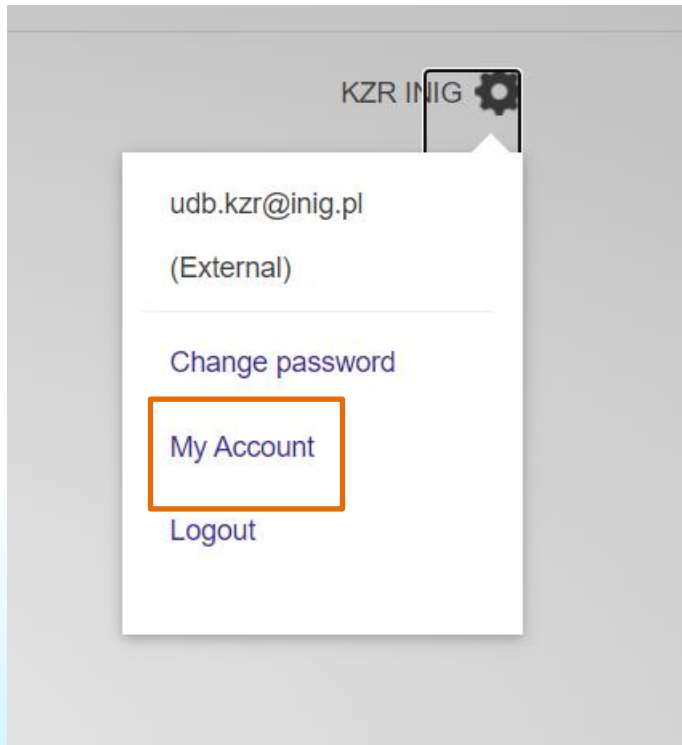 KZR INIG
udb.kzr@inig.pl
(External)
Change password
My Account
Logout